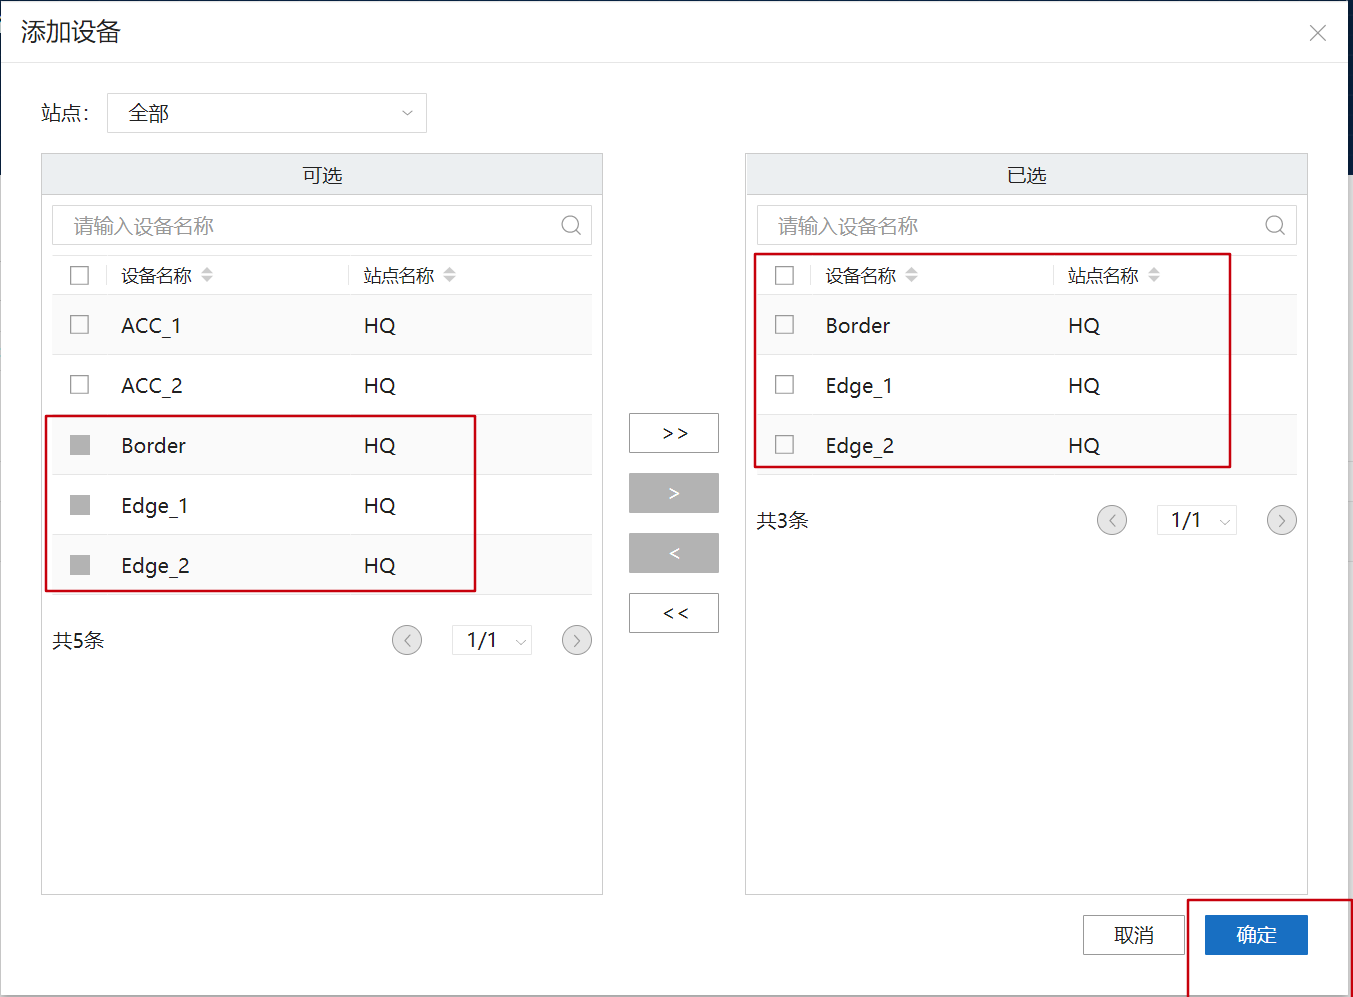 添加设备
站点： 全部
可选
请输入设备名称
设备名称 站点名称
ACC_1 HQ
ACC_2 HQ
Border HQ
Edge_1 HQ
Edge_2 HQ
共5条 1/1
>>
>
<
<<
已选
请输入设备名称
设备名称 站点名称
Border HQ
Edge_1 HQ
Edge_2 HQ
共3条 1/1
取消 确定